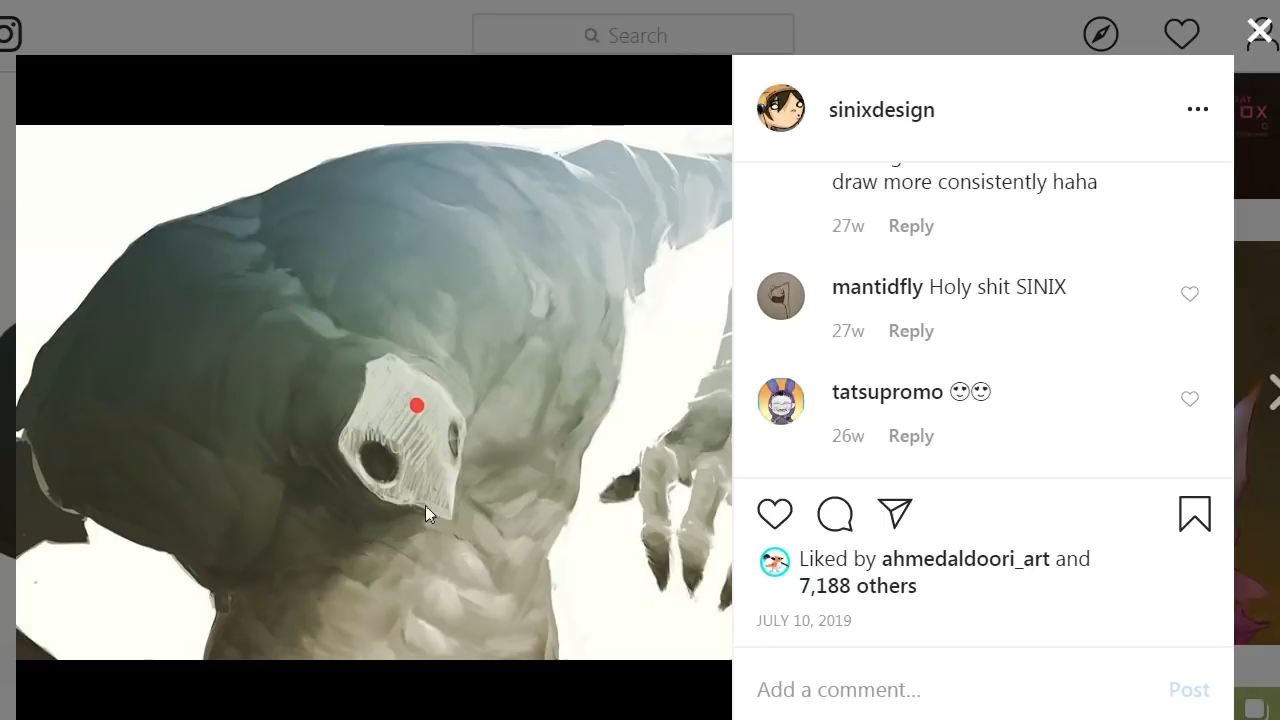 Search
sinixdesign
draw more consistently haha
27w Reply
mantidfly Holy shit SINIX
27w Reply
tatsupromo 😍😍
26w Reply
Liked by ahmedaldoori_art and
7,188 others
JULY 10, 2019
Add a comment... Post